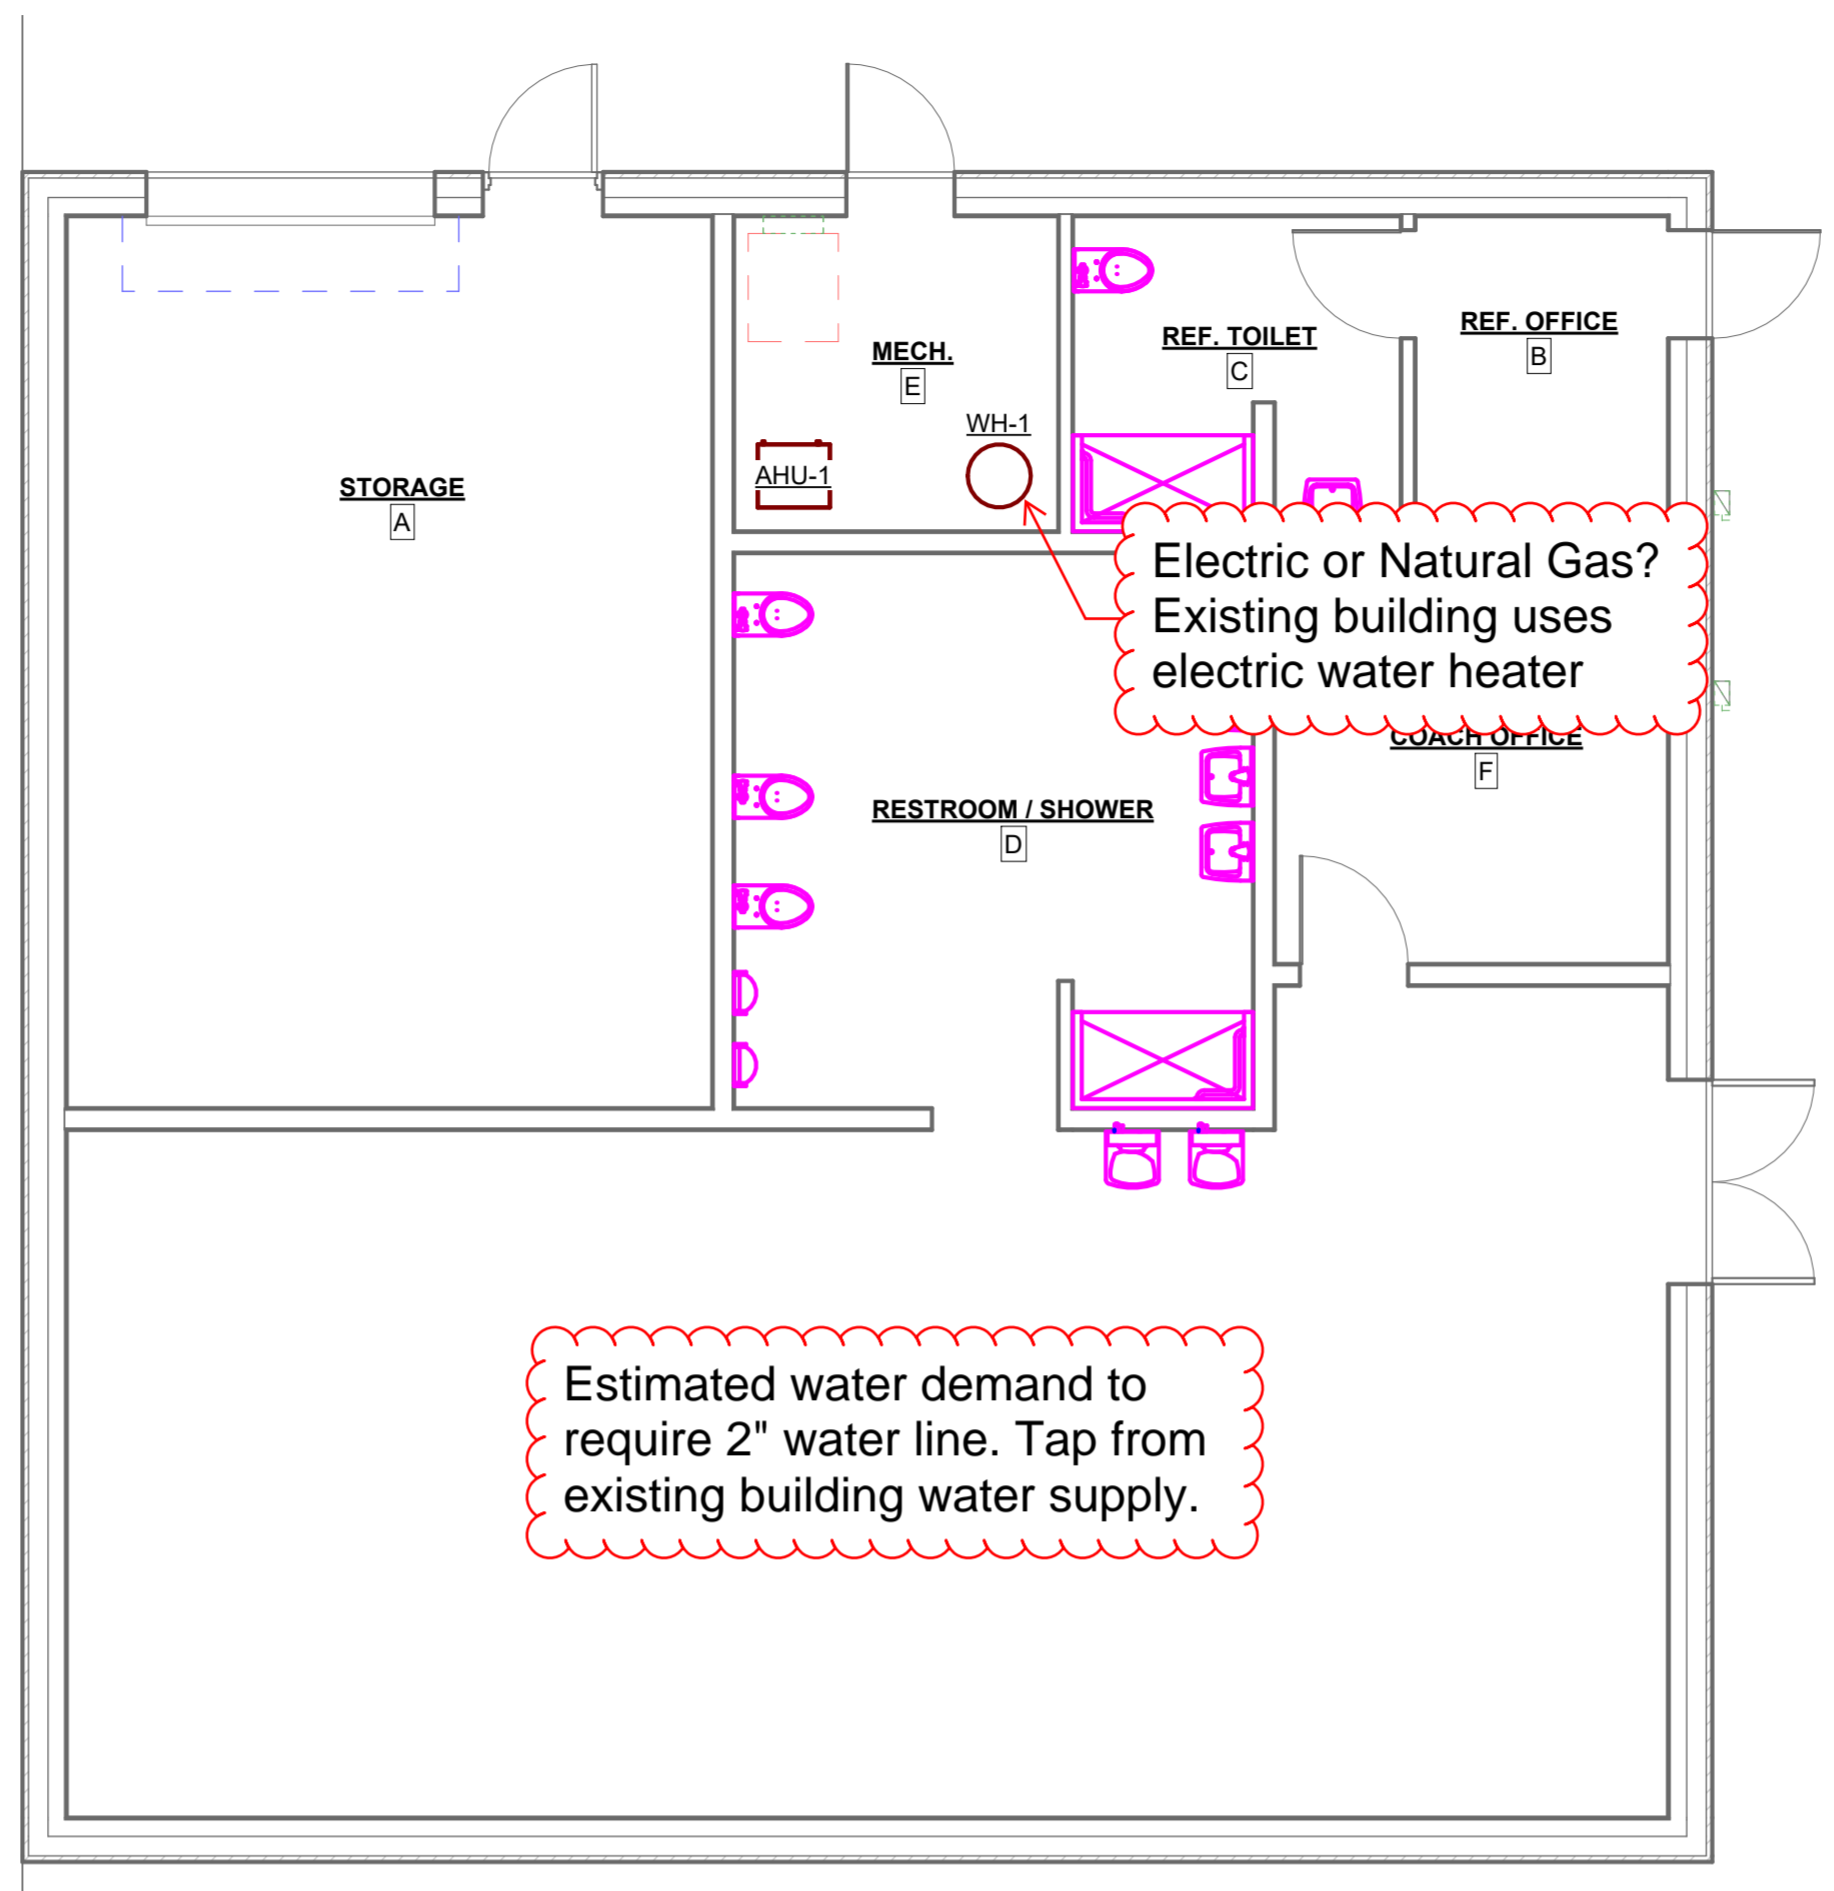 REF. OFFICE
B
REF. TOILET
C
MECH.
E
WH-1
AHU-1
STORAGE
A
Electric or Natural Gas?
Existing building uses
electric water heater
COACH OFFICE
F
RESTROOM / SHOWER
D
Estimated water demand to
require 2" water line. Tap from
existing building water supply.